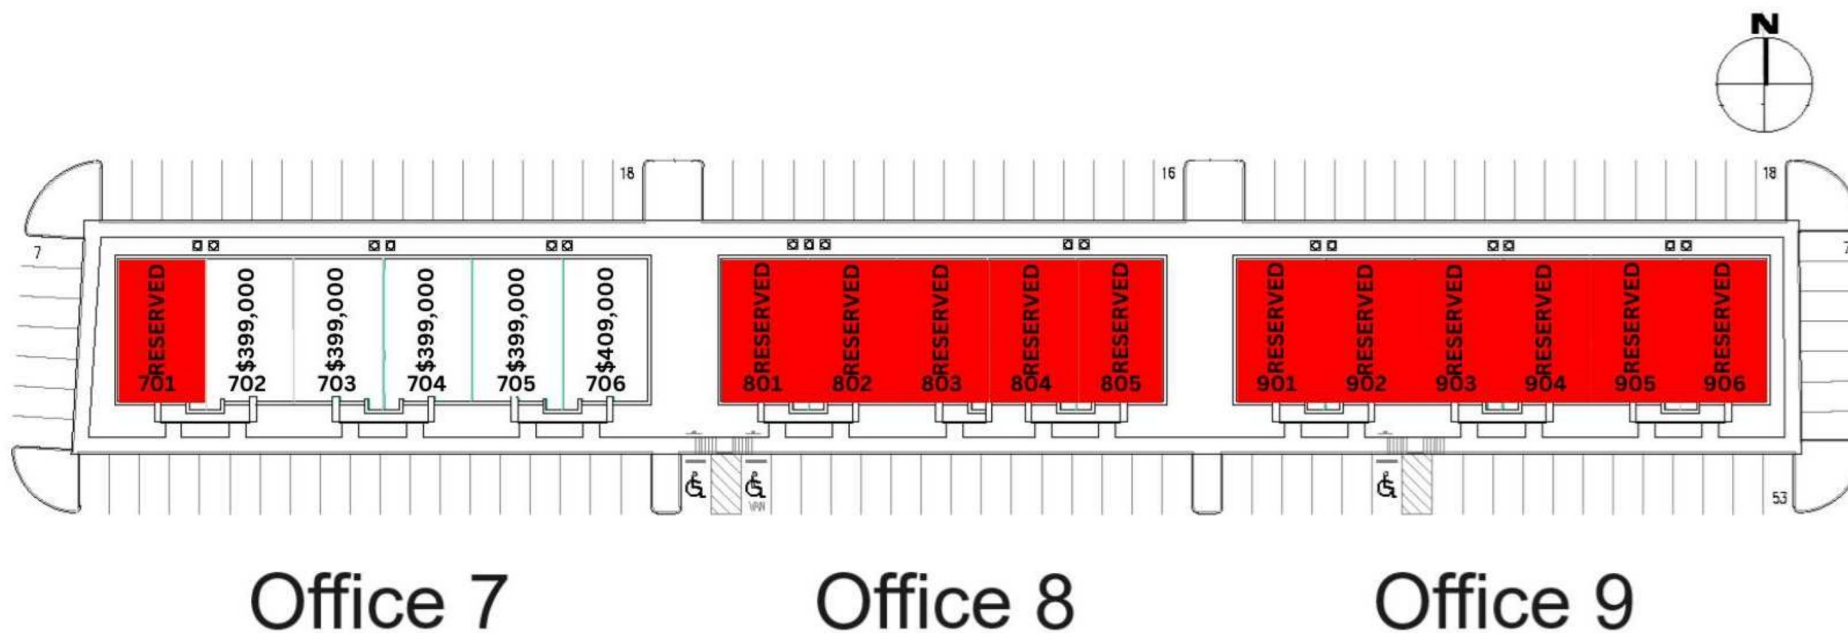 N
18
16
18
7
7
RESERVED
$399,000
$399,000
$399,000
$399,000
$409,000
701
702
703
704
705
706
RESERVED
RESERVED
RESERVED
RESERVED
RESERVED
801
802
803
804
805
RESERVED
RESERVED
RESERVED
RESERVED
RESERVED
RESERVED
901
902
903
904
905
906
VAN
53
Office 7
Office 8
Office 9